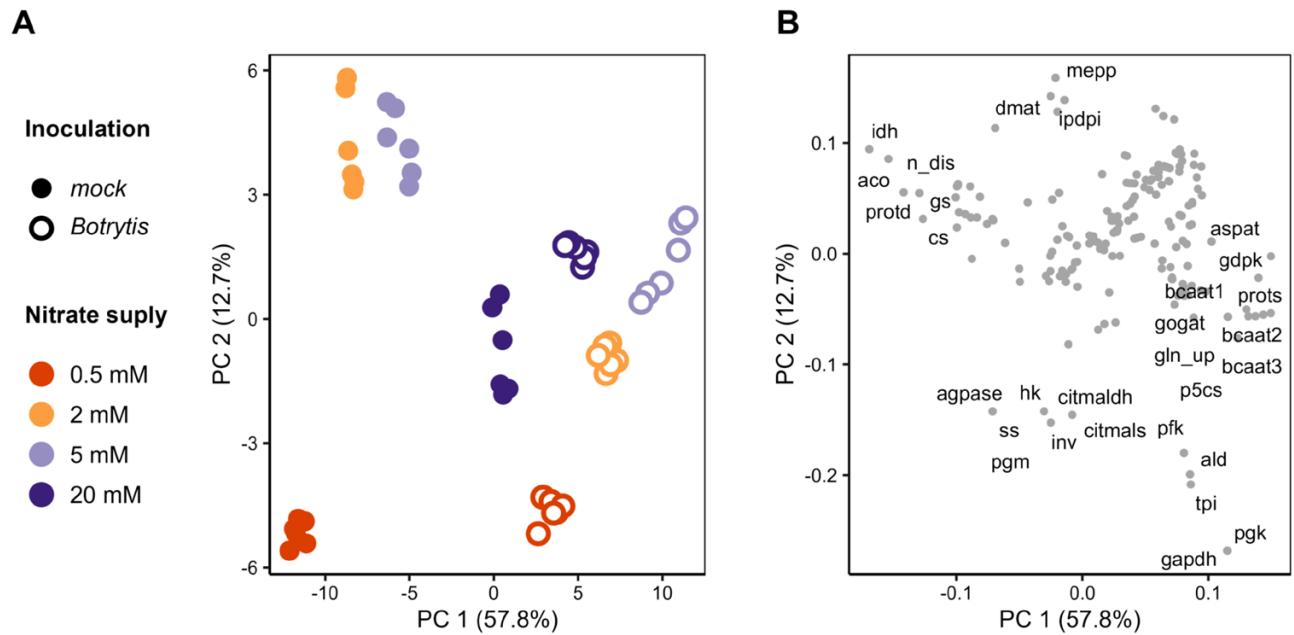 A
Inoculation
mock
Botrytis
Nitrate suply
0.5 mM
2 mM
5 mM
20 mM
PC 2 (12.7%)
6
3
0
-3
-6
-10
-5
0
5
10
PC 1 (57.8%)
B
PC 2 (12.7%)
0.1
0.0
-0.1
-0.2
mepp
dmat
ipdpi
idh
n_dis
aco
gs
protd
cs
aspat
gdpk
bcaat1
prots
gogat
bcaat2
gln_up
bcaat3
agpase
hk
citmaldh
p5cs
ss
inv
citmals
pfk
pgm
ald
tpi
pgk
gapdh
-0.1
0.0
0.1
PC 1 (57.8%)